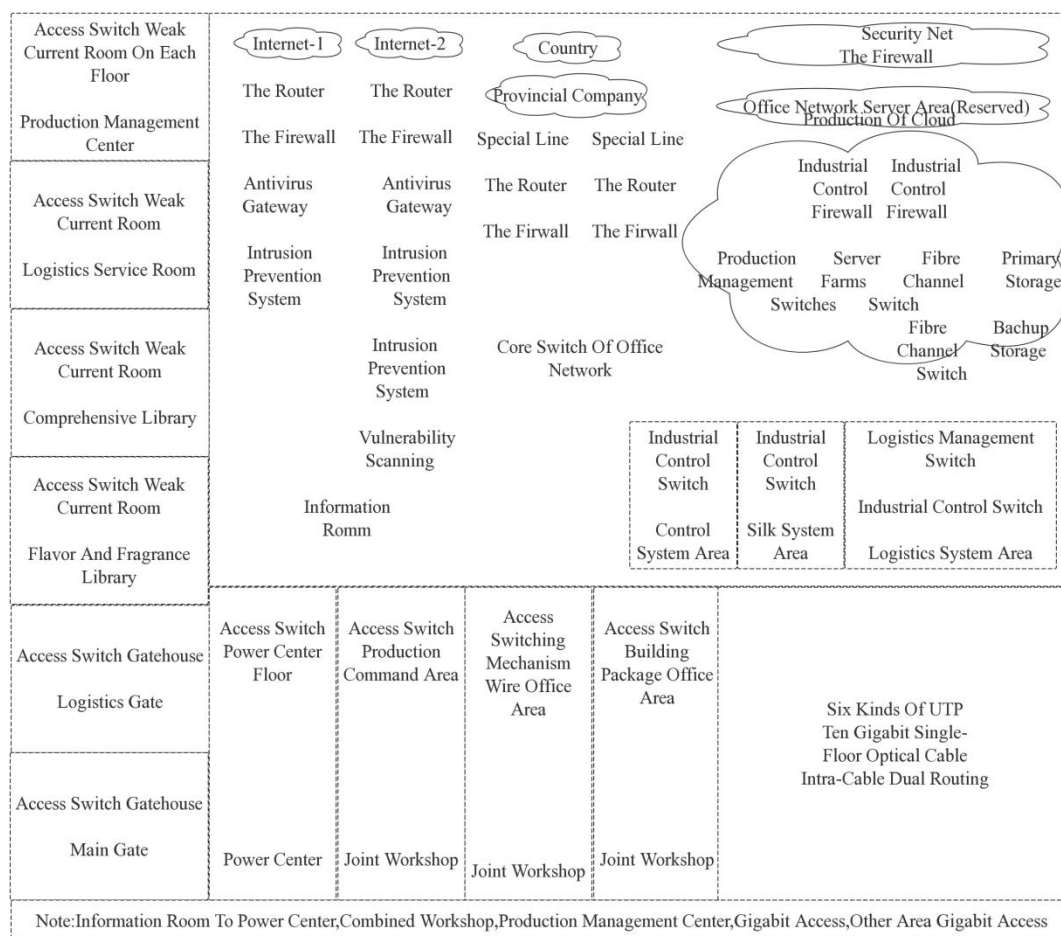 Access Switch Weak
Current Room On Each
Floor
Production Management
Center
Access Switch Weak
Current Room
Logistics Service Room
Access Switch Weak
Current Room
Comprehensive Library
Access Switch Weak
Current Room
Flavor And Fragrance
Library
Access Switch Gatehouse
Logistics Gate
Access Switch Gatehouse
Main Gate
Internet-1
The Router
The Firewall
Antivirus
Gateway
Intrusion
Prevention
System
Internet-2
The Router
The Firewall
Antivirus
Gateway
Intrusion
Prevention
System
Intrusion
Prevention
System
Vulnerability
Scanning
Information
Romm
Country
Provincial Company
Special Line
The Router
The Firwall
Special Line
The Router
The Firwall
Core Switch Of Office
Network
Security Net
The Firewall
Office Network Server Area(Reserved)
Production Of Cloud
Industrial
Control
Firewall
Industrial
Control
Firewall
Production
Management
Switches
Server
Farms
Switch
Fibre
Channel
Primary
Storage
Fibre
Channel
Switch
Bachup
Storage
Industrial
Control
Switch
Control
System Area
Industrial
Control
Switch
Silk System
Area
Logistics Management
Switch
Industrial Control Switch
Logistics System Area
Access Switch
Power Center
Floor
Power Center
Access Switch
Production
Command Area
Joint Workshop
Access
Switching
Mechanism
Wire Office
Area
Joint Workshop
Access Switch
Building
Package Office
Area
Joint Workshop
Six Kinds Of UTP
Ten Gigabit Single-
Floor Optical Cable
Intra-Cable Dual Routing
Note:Information Room To Power Center,Combined Workshop,Production Management Center,Gigabit Access,Other Area Gigabit Access